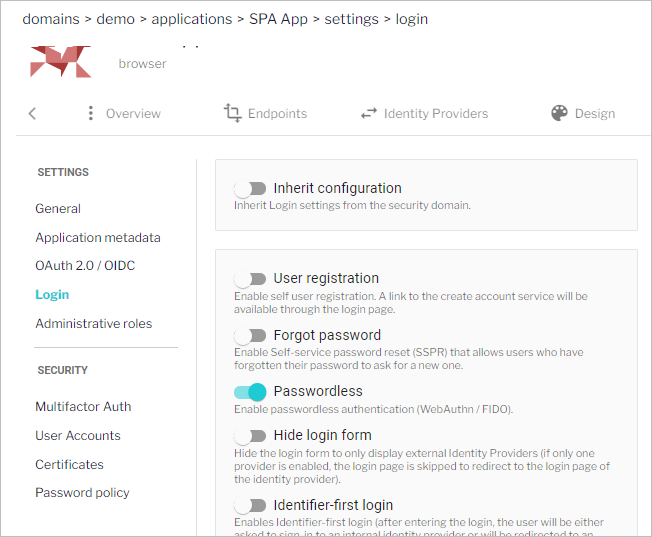 domains > demo > applications > SPA App > settings > login
browser
Overview
Endpoints
Identity Providers
Design
SETTINGS
General
Application metadata
OAuth 2.0 / OIDC
Login
Administrative roles
SECURITY
Multifactor Auth
User Accounts
Certificates
Password policy
Inherit configuration
Inherit Login settings from the security domain.
User registration
Enable self user registration. A link to the create account service will be
available through the login page.
Forgot password
Enable Self-service password reset (SSPR) that allows users who have
forgotten their password to ask for a new one.
Passwordless
Enable passwordless authentication (WebAuthn / FIDO).
Hide login form
Hide the login form to only display external Identity Providers (if only one
provider is enabled, the login page is skipped to redirect to the login page of
the identity provider).
Identifier-first login
Enables Identifier-first login (after entering the login, the user will be either
asked to sign-in to an internal identity provider or will be redirected to an